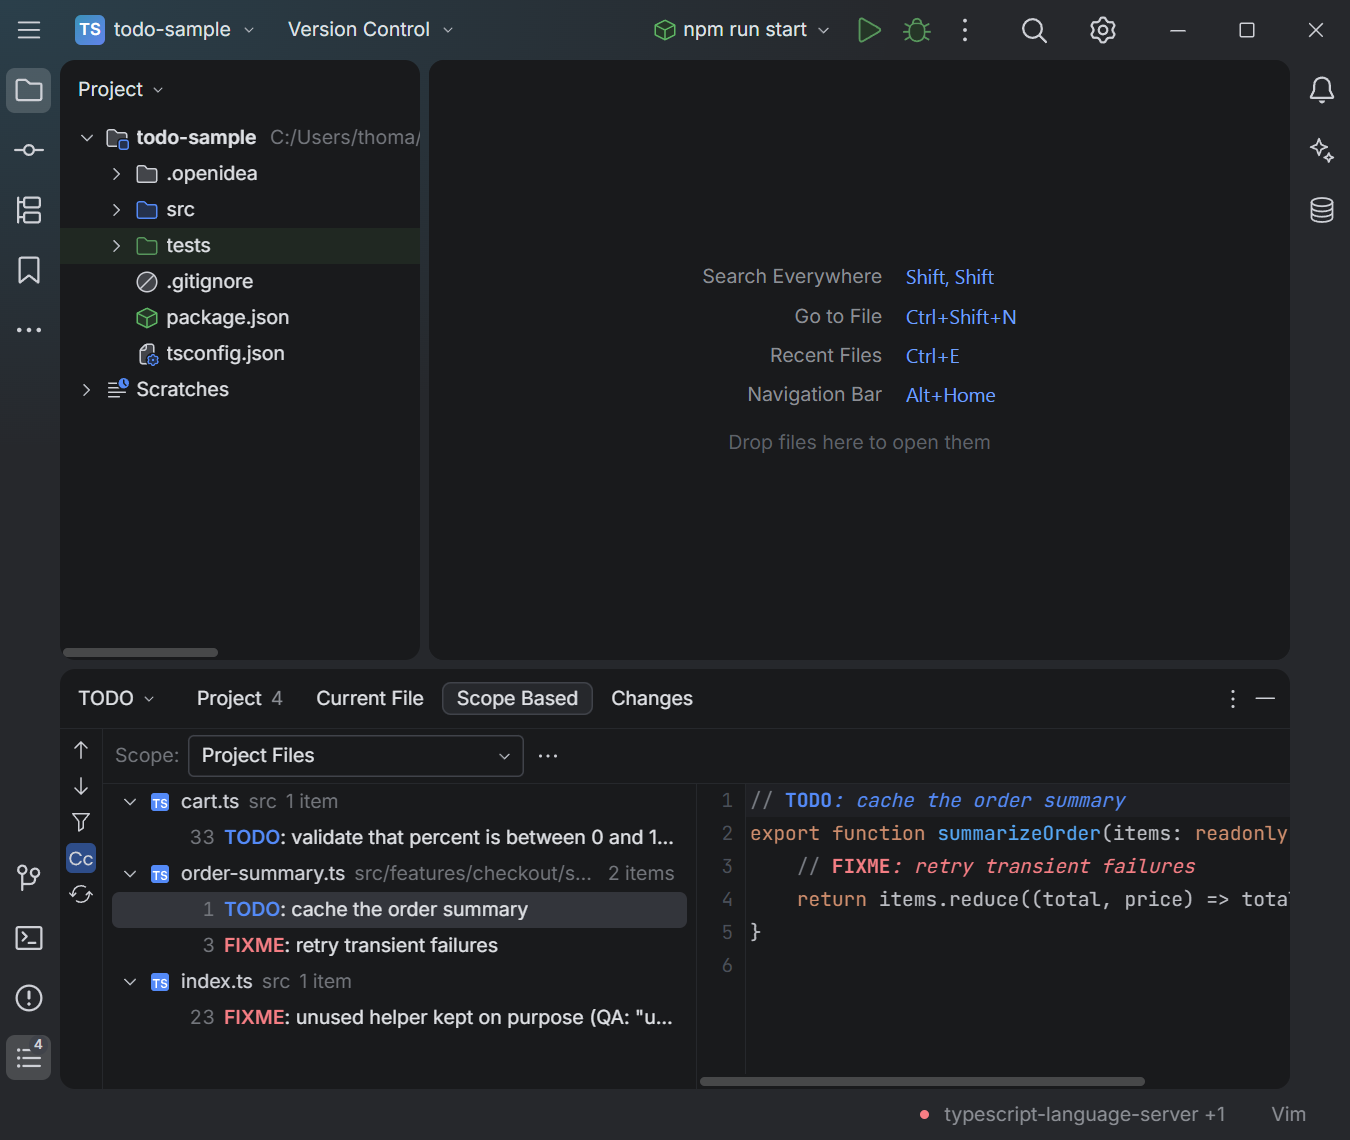 TS todo-sample Version Control npm run start
Project
todo-sample C:/Users/thoma/
.openidea
src
tests
.gitignore
package.json
tsconfig.json
Scratches
Search Everywhere Shift, Shift
Go to File Ctrl+Shift+N
Recent Files Ctrl+E
Navigation Bar Alt+Home
Drop files here to open them
TODO Project 4 Current File Scope Based Changes
Scope: Project Files
Cc
TS cart.ts src 1 item
33 TODO: validate that percent is between 0 and 1...
TS order-summary.ts src/features/checkout/s... 2 items
1 TODO: cache the order summary
3 FIXME: retry transient failures
TS index.ts src 1 item
23 FIXME: unused helper kept on purpose (QA: "u...
1 // TODO: cache the order summary
2 export function summarizeOrder(items: readonly
3 // FIXME: retry transient failures
4 return items.reduce((total, price) => total
5 }
6
4
typescript-language-server +1 Vim